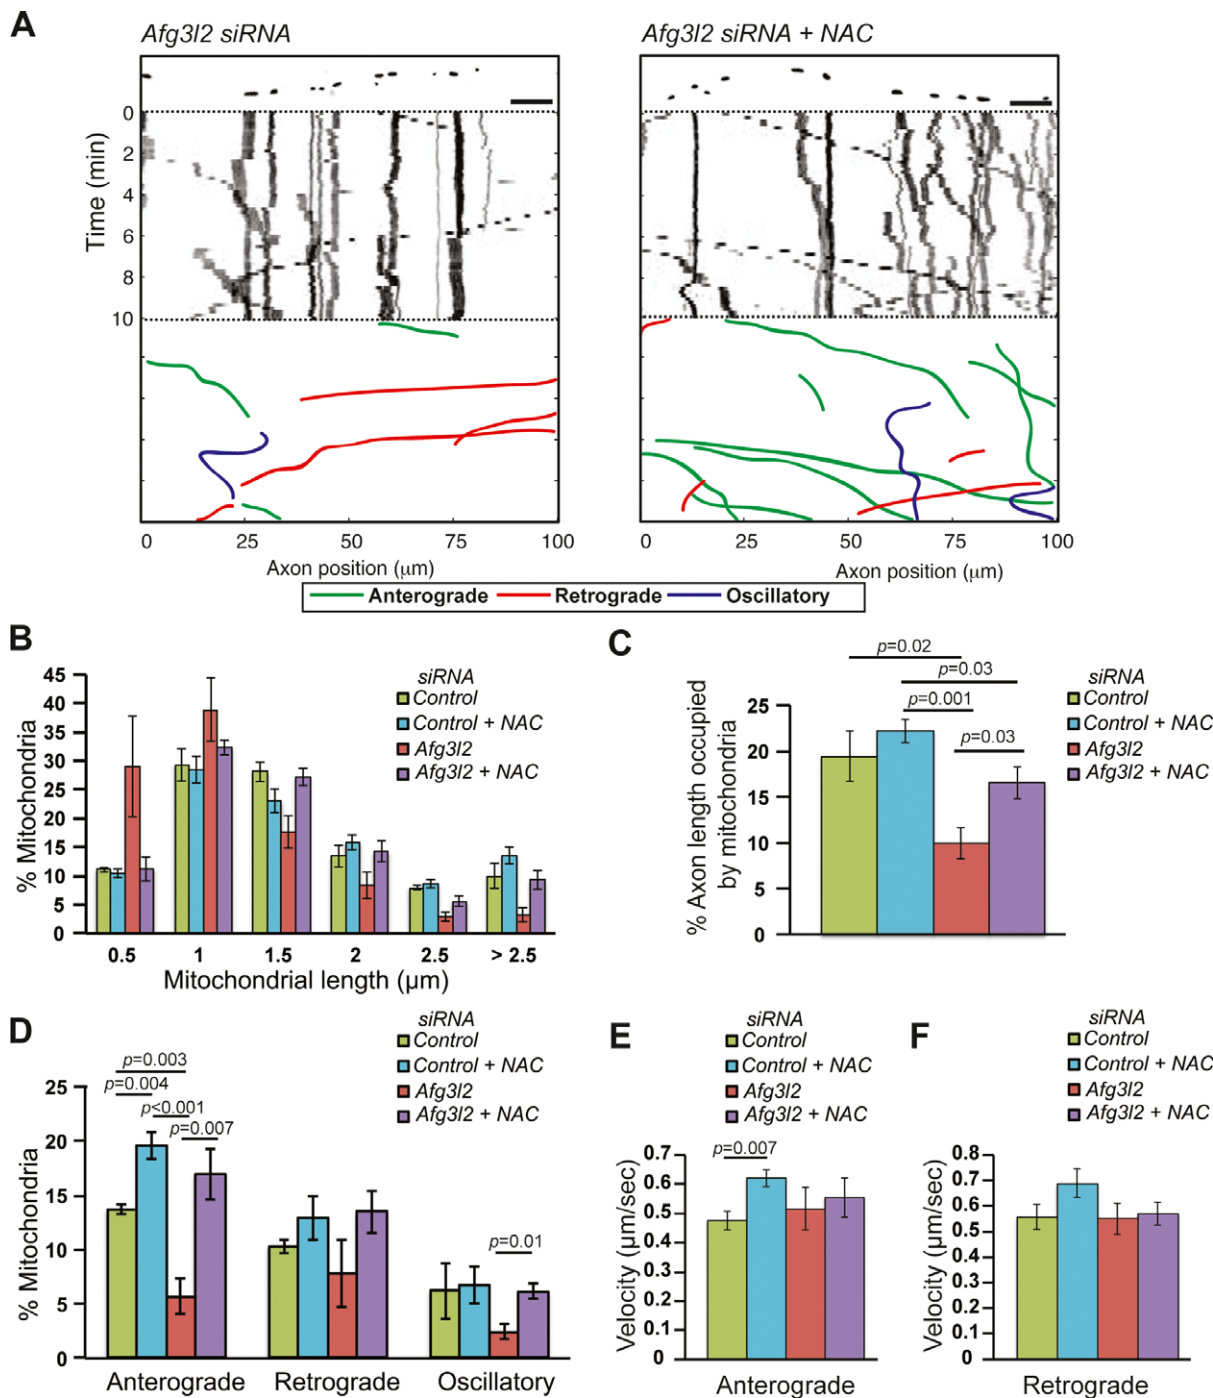 A
Afg3l2 siRNA
Afg3l2 siRNA + NAC
Time (min)
0
2
4
6
8
10
0 25 50 75 100
Axon position (µm)
0 25 50 75 100
Axon position (µm)
Anterograde Retrograde Oscillatory
B
siRNA
Control
Control + NAC
Afg3l2
Afg3l2 + NAC
% Mitochondria
45
40
35
30
25
20
15
10
5
0
0.5 1 1.5 2 2.5 > 2.5
Mitochondrial length (µm)
C
p=0.02
p=0.03
p=0.001
p=0.03
siRNA
Control
Control + NAC
Afg3l2
Afg3l2 + NAC
% Axon length occupied
by mitochondria
25
20
15
10
5
0
D
siRNA
Control
Control + NAC
Afg3l2
Afg3l2 + NAC
p=0.003
p=0.004
p<0.001
p=0.007
p=0.01
% Mitochondria
25
20
15
10
5
0
Anterograde Retrograde Oscillatory
E
siRNA
Control
Control + NAC
Afg3l2
Afg3l2 + NAC
p=0.007
Velocity (µm/sec)
0.7
0.6
0.5
0.4
0.3
0.2
0.1
0
Anterograde
F
siRNA
Control
Control + NAC
Afg3l2
Afg3l2 + NAC
Velocity (µm/sec)
0.8
0.7
0.6
0.5
0.4
0.3
0.2
0.1
0
Retrograde